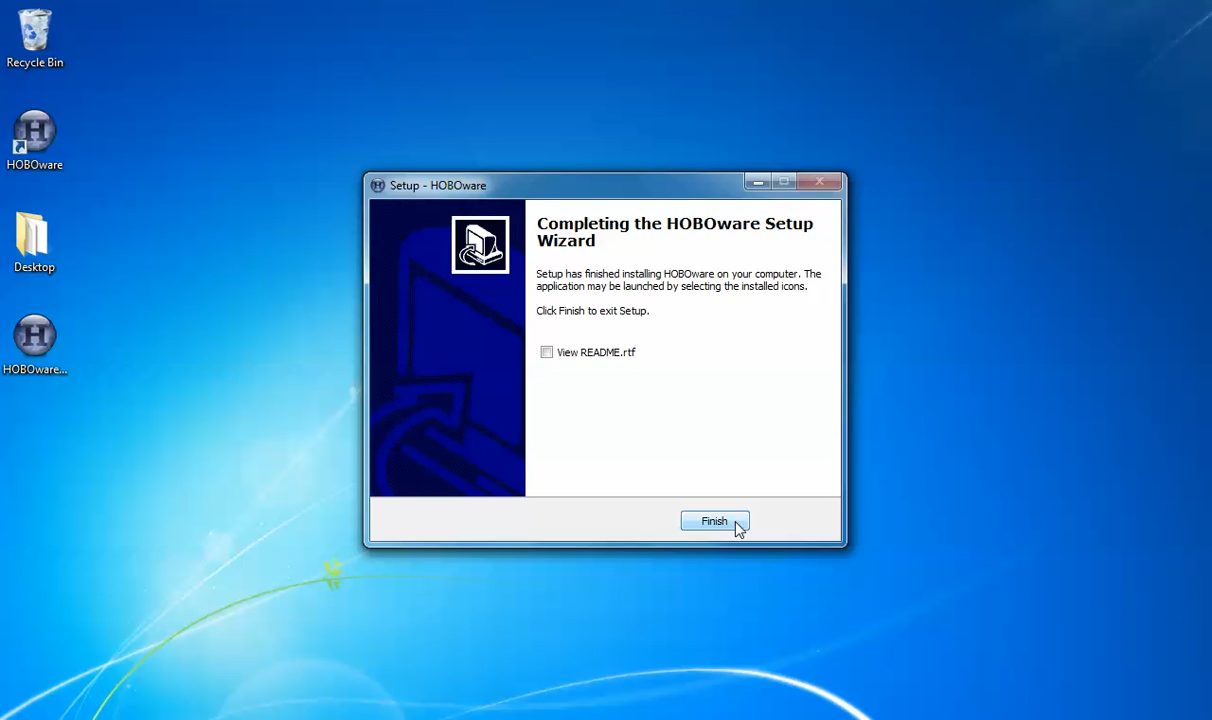 Recycle Bin
HOBOware
Desktop
HOBOware...
Setup - HOBOware
Completing the HOBOware Setup
Wizard
Setup has finished installing HOBOware on your computer. The
application may be launched by selecting the installed icons.
Click Finish to exit Setup.
View README.rtf
Finish